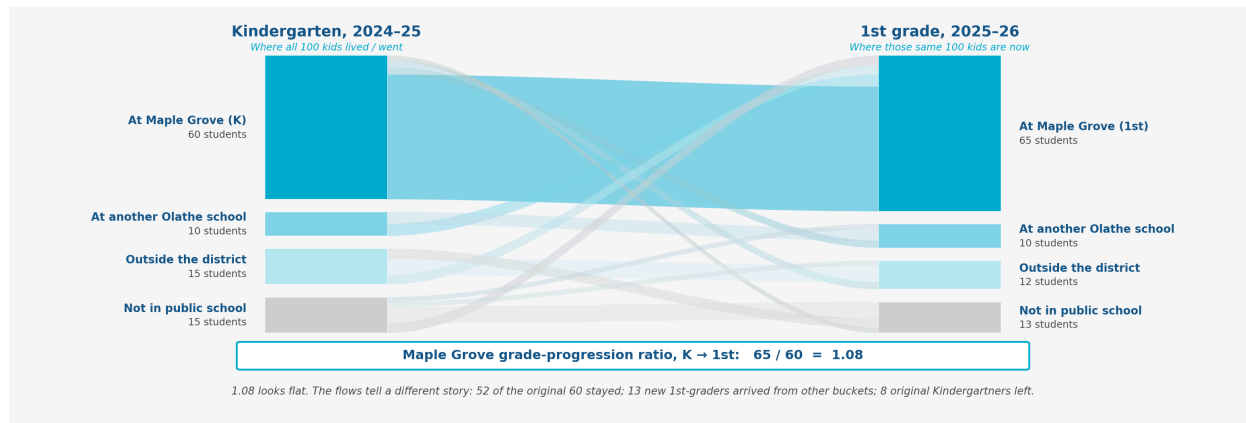 Kindergarten, 2024–25
Where all 100 kids lived / went
1st grade, 2025–26
Where those same 100 kids are now
At Maple Grove (K)
60 students
At another Olathe school
10 students
Outside the district
15 students
Not in public school
15 students
At Maple Grove (1st)
65 students
At another Olathe school
10 students
Outside the district
12 students
Not in public school
13 students
Maple Grove grade-progression ratio, K → 1st: 65 / 60 = 1.08
1.08 looks flat. The flows tell a different story: 52 of the original 60 stayed; 13 new 1st-graders arrived from other buckets; 8 original Kindergartners left.